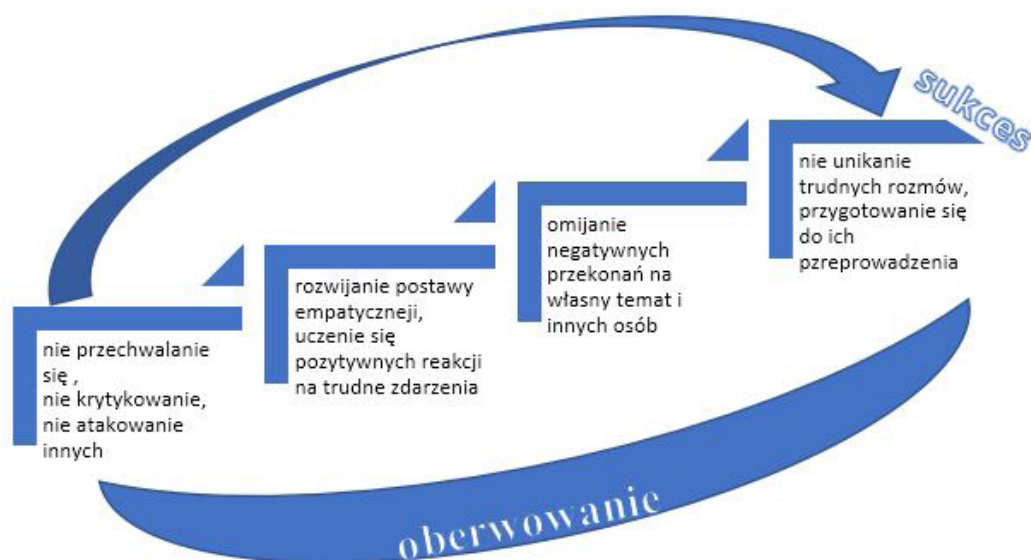 sukces
nie przechwalanie
się ,
nie krytykowanie,
nie atakowanie
innych
rozwijanie postawy
empatyczneji,
uczenie się
pozytywnych reakcji
na trudne zdarzenia
omijanie
negatywnych
przekonań na
własny temat i
innych osób
nie unikanie
trudnych rozmów,
przygotowanie się
do ich
pzreprowadzenia
oberwowanie